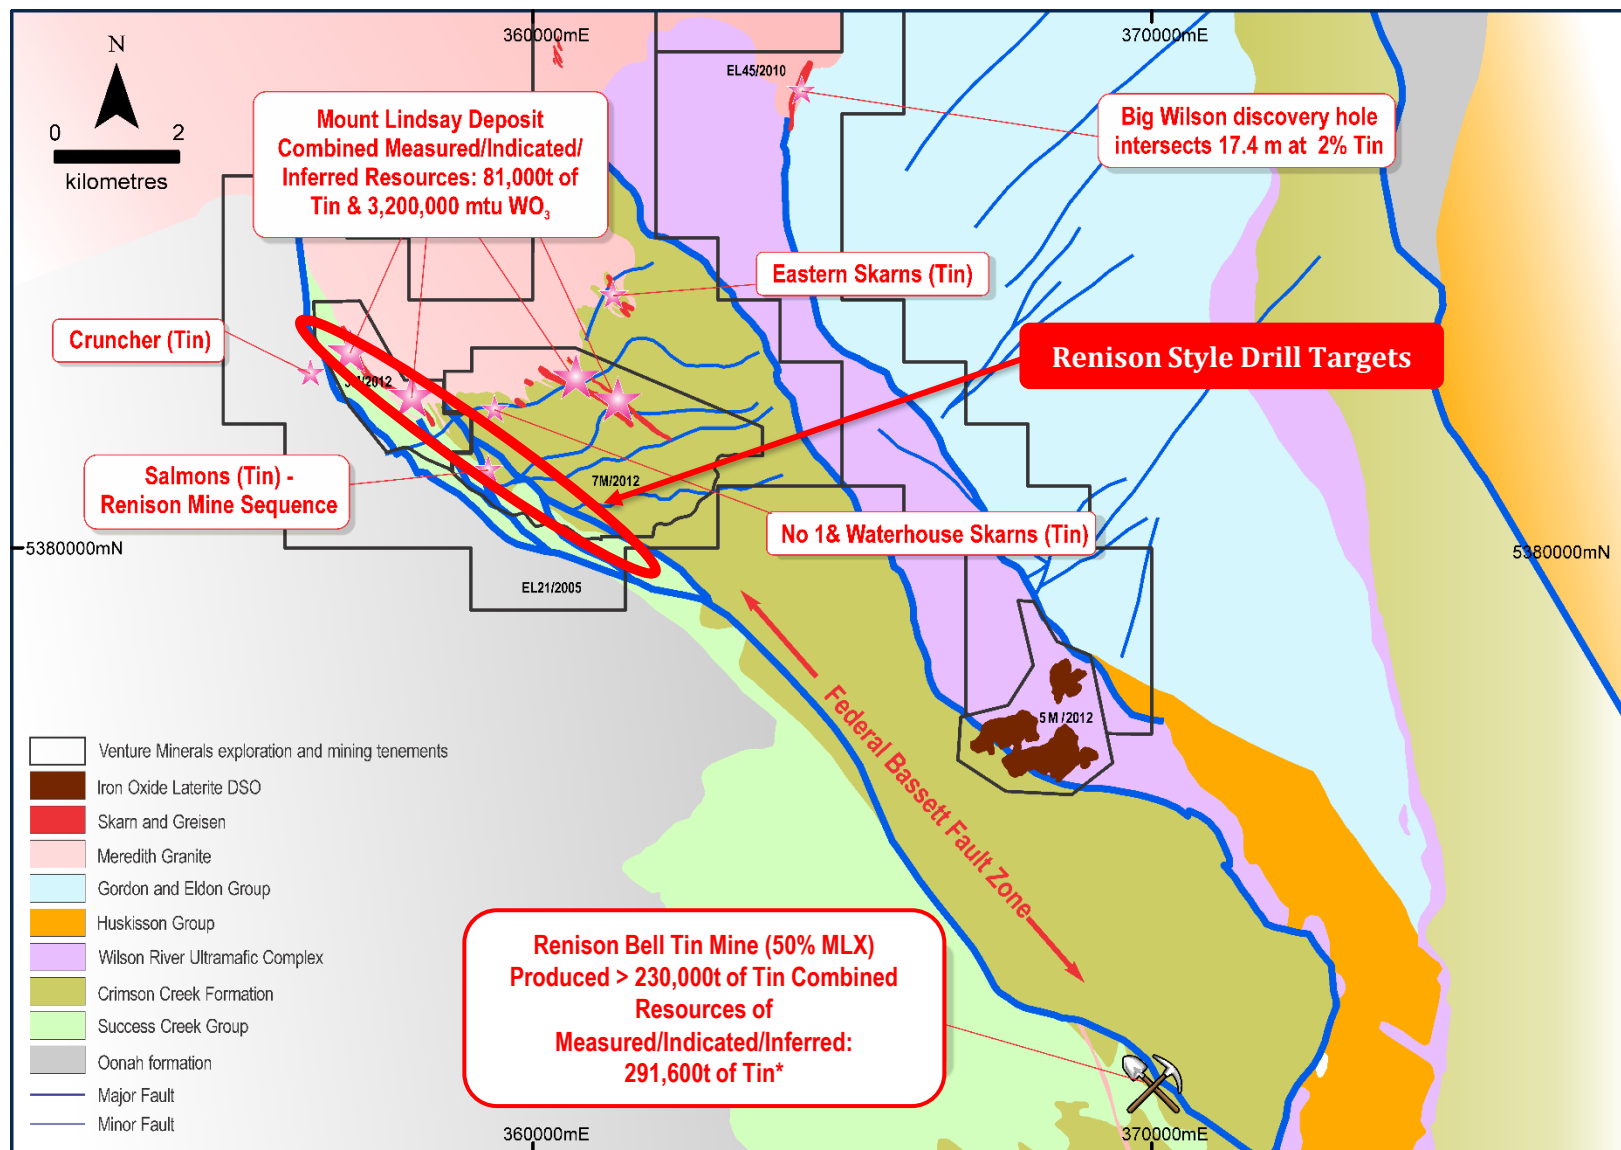 360000mE
370000mE
N
0 2
kilometres
EL45/2010
Mount Lindsay Deposit
Combined Measured/Indicated/
Inferred Resources: 81,000t of
Tin & 3,200,000 mtu WO₃
Big Wilson discovery hole
intersects 17.4 m at 2% Tin
Eastern Skarns (Tin)
Cruncher (Tin)
Renison Style Drill Targets
M/2012
Salmons (Tin) -
Renison Mine Sequence
7M/2012
No 1& Waterhouse Skarns (Tin)
5380000mN
5380000mN
EL21/2005
5 M / 2012
Federal Bassett Fault Zone
Venture Minerals exploration and mining tenements
Iron Oxide Laterite DSO
Skarn and Greisen
Meredith Granite
Gordon and Eldon Group
Huskisson Group
Wilson River Ultramafic Complex
Crimson Creek Formation
Success Creek Group
Oonah formation
Major Fault
Minor Fault
Renison Bell Tin Mine (50% MLX)
Produced > 230,000t of Tin Combined
Resources of
Measured/Indicated/Inferred:
291,600t of Tin*
360000mE
370000mE